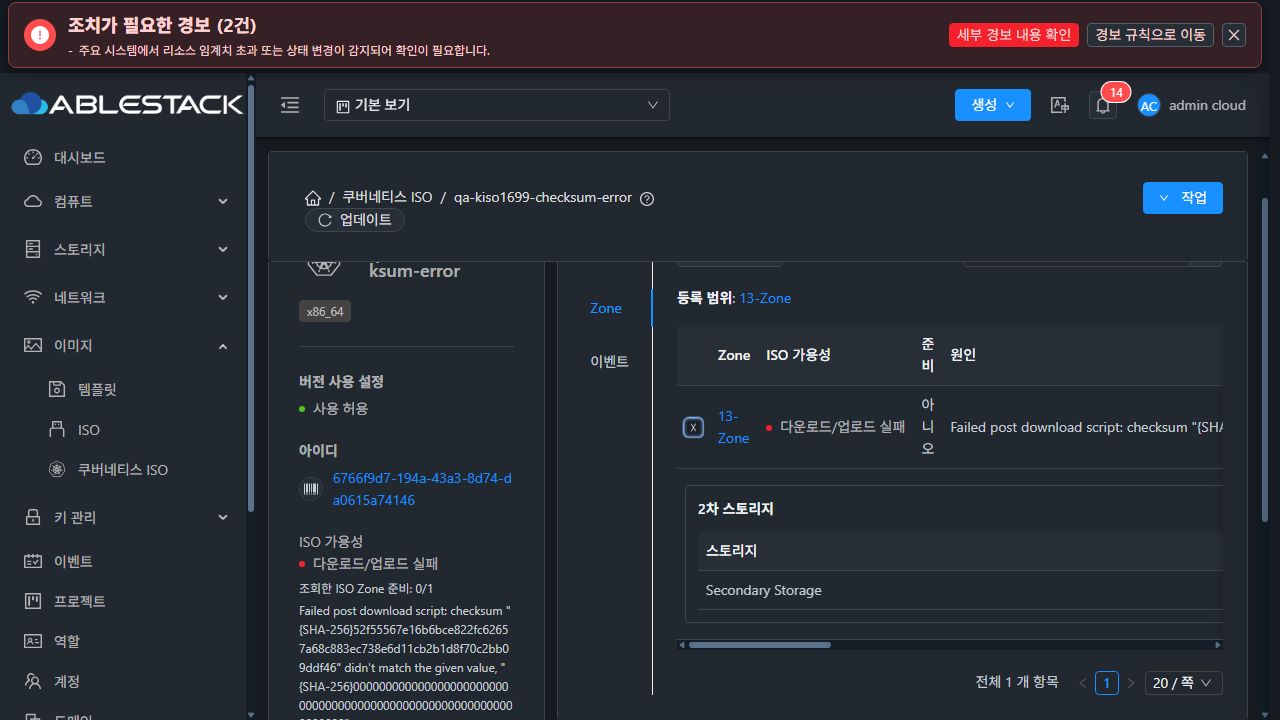 조치가 필요한 경보 (2건)
- 주요 시스템에서 리소스 임계치 초과 또는 상태 변경이 감지되어 확인이 필요합니다.
세부 경보 내용 확인
경보 규칙으로 이동
ABLESTACK
기본 보기
생성
14
AC
admin cloud
대시보드
컴퓨트
스토리지
네트워크
이미지
템플릿
ISO
쿠버네티스 ISO
키 관리
이벤트
프로젝트
역할
계정
/ 쿠버네티스 ISO / qa-kiso1699-checksum-error
업데이트
작업
ksum-error
x86_64
버전 사용 설정
사용 허용
아이디
6766f9d7-194a-43a3-8d74-d
a0615a74146
ISO 가용성
다운로드/업로드 실패
조회한 ISO Zone 준비: 0/1
Failed post download script: checksum "
{SHA-256}52f55567e16b6bce822fc6265
7a68c883ec738e6d11cb2b1d8f70c2bb0
9ddf46" didn't match the given value, "
{SHA-256}00000000000000000000000
Zone
이벤트
등록 범위: 13-Zone
Zone
ISO 가용성
준
비
원인
X
13-
Zone
다운로드/업로드 실패
아
니
오
Failed post download script: checksum "{SHA
2차 스토리지
스토리지
Secondary Storage
전체 1 개 항목
1
20 / 쪽